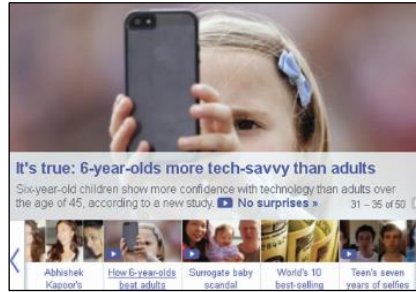 It's true: 6-year-olds more tech-savvy than adults
Six-year-old children show more confidence with technology than adults over
the age of 45, according to a new study. No surprises »
31 – 35 of 50
Abhishek
Kapoor's
How 6-year-olds
beat adults
Surrogate baby
scandal
World's 10
best-selling
Teen's seven
years of selfies